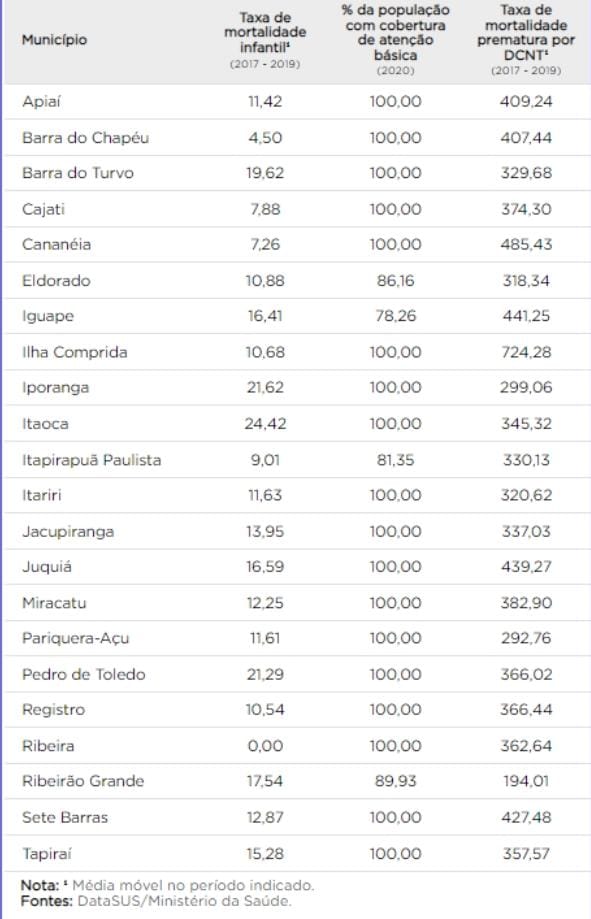 Município
Taxa de
mortalidade
infantil¹
(2017 - 2019)
% da população
com cobertura
de atenção
básica
(2020)
Taxa de
mortalidade
prematura por
DCNT¹
(2017 - 2019)
Apiaí 11,42 100,00 409,24
Barra do Chapéu 4,50 100,00 407,44
Barra do Turvo 19,62 100,00 329,68
Cajati 7,88 100,00 374,30
Cananéia 7,26 100,00 485,43
Eldorado 10,88 86,16 318,34
Iguape 16,41 78,26 441,25
Ilha Comprida 10,68 100,00 724,28
Iporanga 21,62 100,00 299,06
Itaoca 24,42 100,00 345,32
Itapirapuã Paulista 9,01 81,35 330,13
Itariri 11,63 100,00 320,62
Jacupiranga 13,95 100,00 337,03
Juquiá 16,59 100,00 439,27
Miracatu 12,25 100,00 382,90
Pariquera-Açu 11,61 100,00 292,76
Pedro de Toledo 21,29 100,00 366,02
Registro 10,54 100,00 366,44
Ribeira 0,00 100,00 362,64
Ribeirão Grande 17,54 89,93 194,01
Sete Barras 12,87 100,00 427,48
Tapiraí 15,28 100,00 357,57
Nota: ¹ Média móvel no período indicado.
Fontes: DataSUS/Ministério da Saúde.